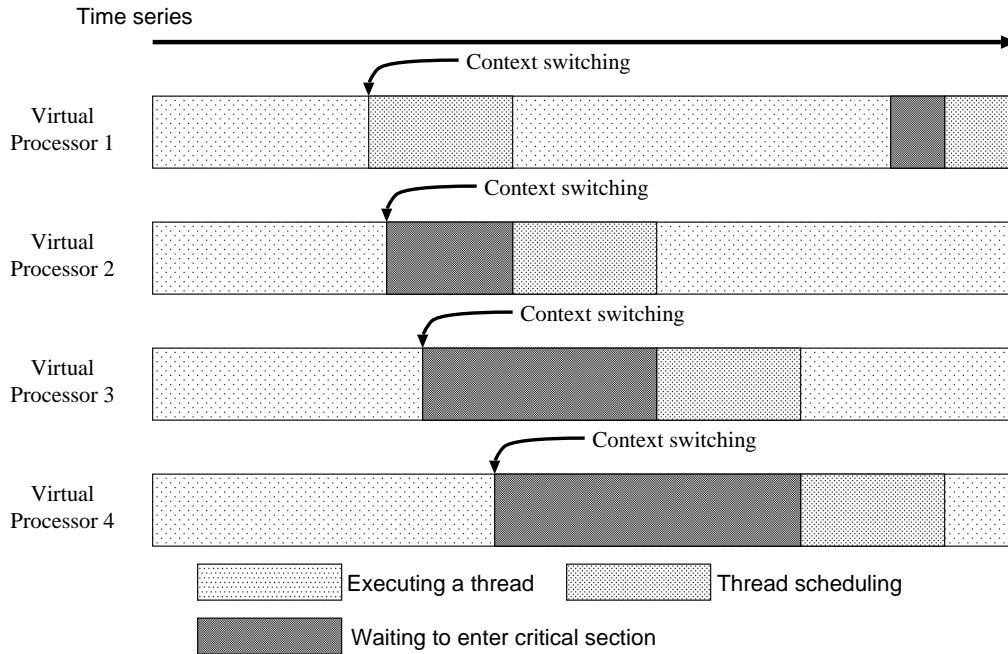 Time series
Context switching
Virtual
Processor 1
Context switching
Virtual
Processor 2
Context switching
Virtual
Processor 3
Context switching
Virtual
Processor 4
Executing a thread
Thread scheduling
Waiting to enter critical section